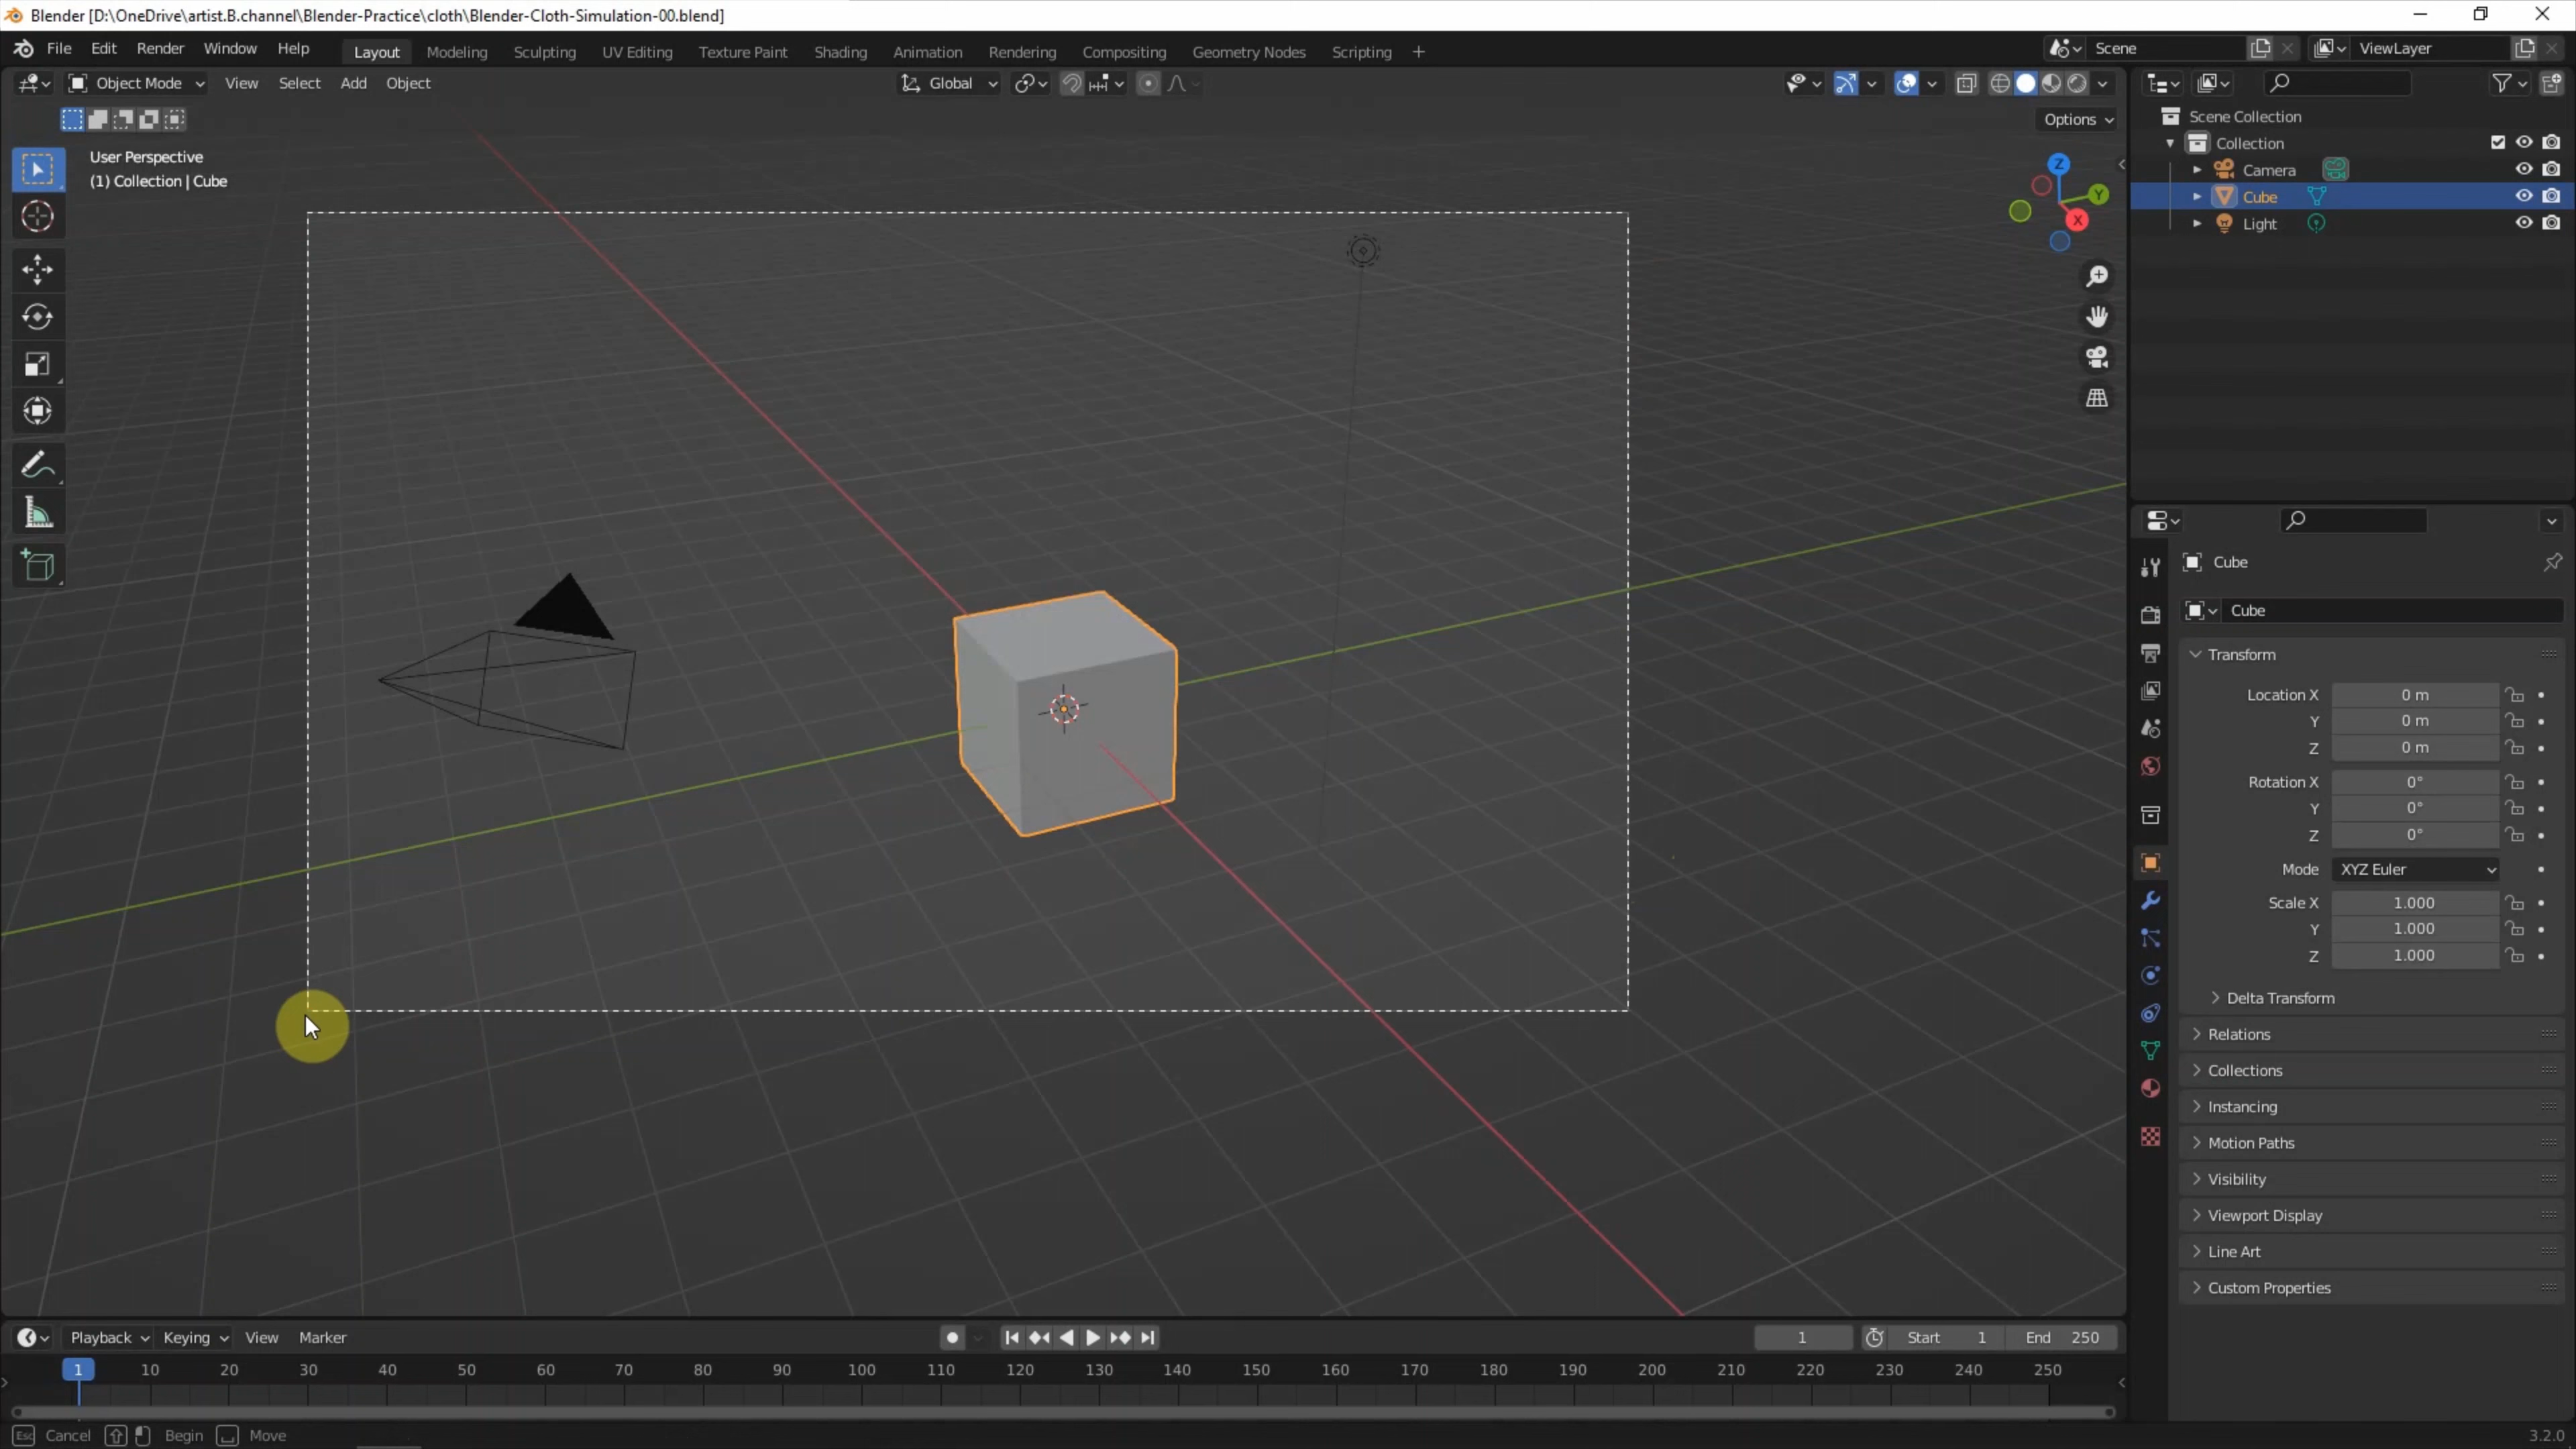 Blender [D:\OneDrive\artist.B.channel\Blender-Practice\cloth\Blender-Cloth-Simulation-00.blend]
File Edit Render Window Help Layout Modeling Sculpting UV Editing Texture Paint Shading Animation Rendering Compositing Geometry Nodes Scripting + Scene ViewLayer
Object Mode View Select Add Object Global
Options
User Perspective
(1) Collection | Cube
Z
Y
X
Scene Collection
Collection
Camera
Cube
Light
Cube
Cube
Transform
Location X 0 m
Y 0 m
Z 0 m
Rotation X 0°
Y 0°
Z 0°
Mode XYZ Euler
Scale X 1.000
Y 1.000
Z 1.000
Delta Transform
Relations
Collections
Instancing
Motion Paths
Visibility
Viewport Display
Line Art
Custom Properties
Playback Keying View Marker 1 Start 1 End 250
1 10 20 30 40 50 60 70 80 90 100 110 120 130 140 150 160 170 180 190 200 210 220 230 240 250
Esc Cancel Begin Move 3.2.0